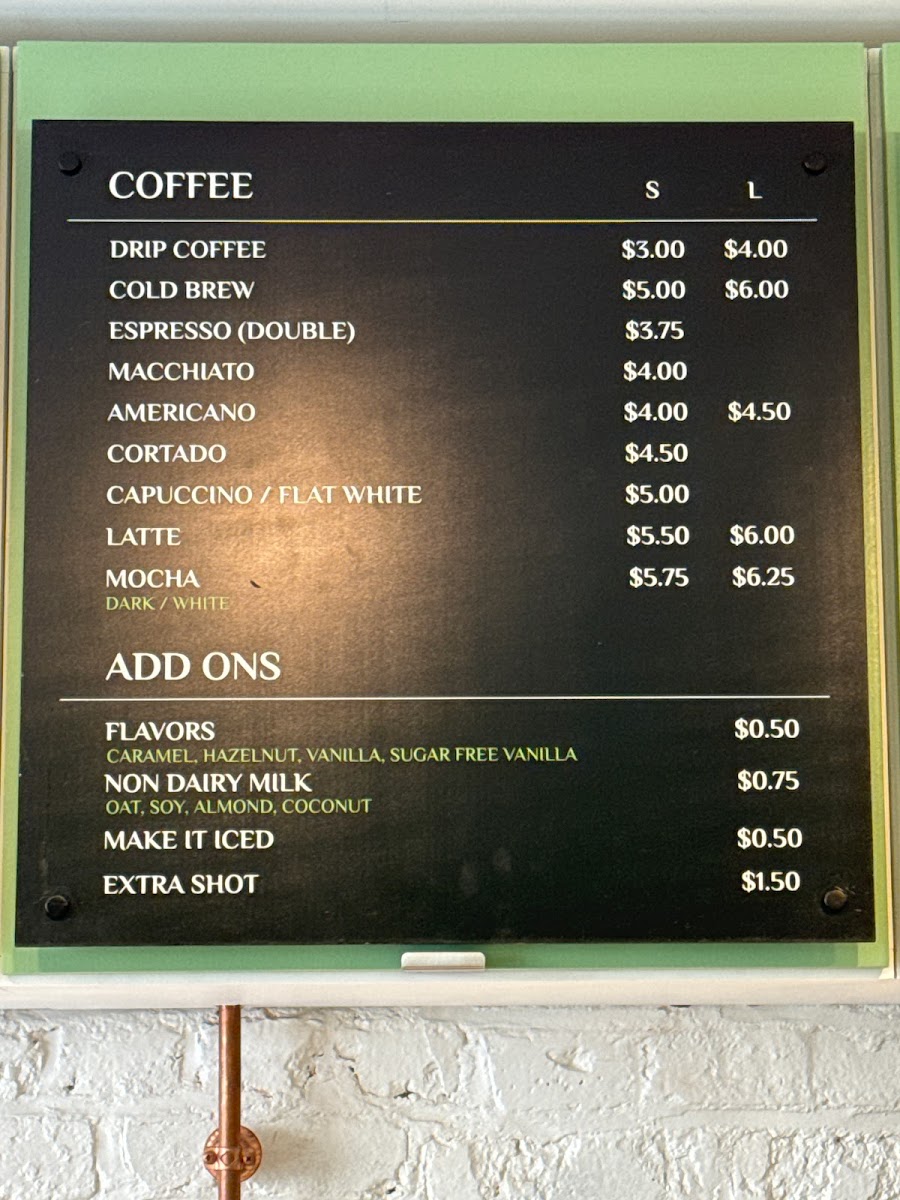 COFFEE S L
DRIP COFFEE $3.00 $4.00
COLD BREW $5.00 $6.00
ESPRESSO (DOUBLE) $3.75
MACCHIATO $4.00
AMERICANO $4.00 $4.50
CORTADO $4.50
CAPUCCINO / FLAT WHITE $5.00
LATTE $5.50 $6.00
MOCHA $5.75 $6.25
DARK / WHITE
ADD ONS
FLAVORS $0.50
CARAMEL, HAZELNUT, VANILLA, SUGAR FREE VANILLA
NON DAIRY MILK $0.75
OAT, SOY, ALMOND, COCONUT
MAKE IT ICED $0.50
EXTRA SHOT $1.50